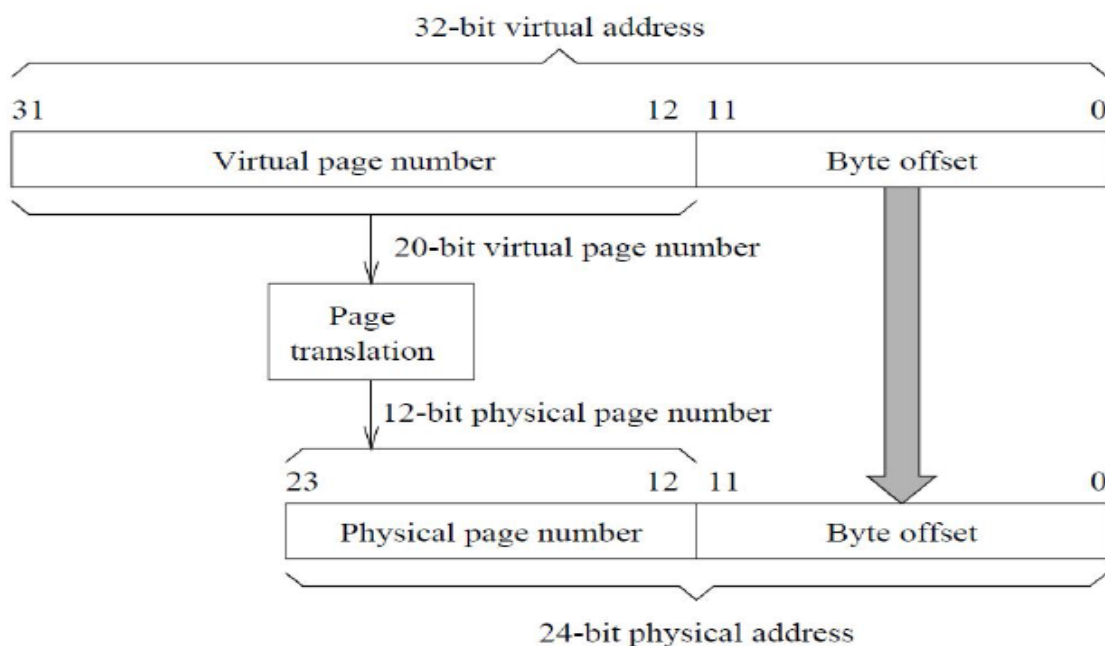 32-bit virtual address
31 12 11 0
Virtual page number Byte offset
20-bit virtual page number
Page
translation
12-bit physical page number
23 12 11 0
Physical page number Byte offset
24-bit physical address